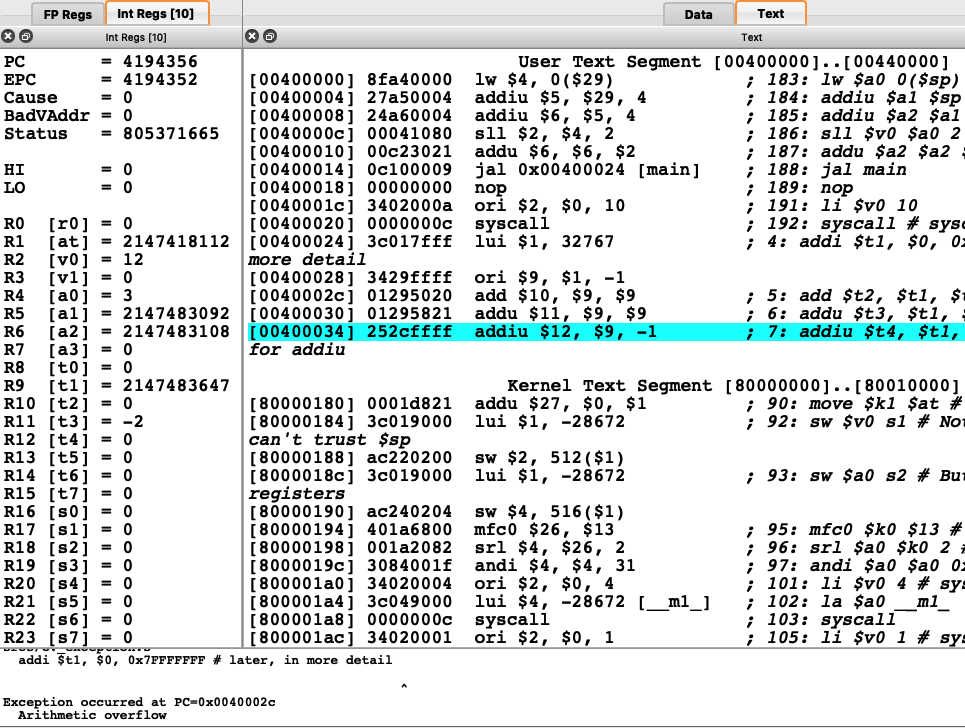 FP Regs Int Regs [10] Data Text
Int Regs [10] Text
PC = 4194356
EPC = 4194352
Cause = 0
BadVAddr = 0
Status = 805371665
HI = 0
LO = 0
R0 [r0] = 0
R1 [at] = 2147418112
R2 [v0] = 12
R3 [v1] = 0
R4 [a0] = 3
R5 [a1] = 2147483092
R6 [a2] = 2147483108
R7 [a3] = 0
R8 [t0] = 0
R9 [t1] = 2147483647
R10 [t2] = 0
R11 [t3] = -2
R12 [t4] = 0
R13 [t5] = 0
R14 [t6] = 0
R15 [t7] = 0
R16 [s0] = 0
R17 [s1] = 0
R18 [s2] = 0
R19 [s3] = 0
R20 [s4] = 0
R21 [s5] = 0
R22 [s6] = 0
R23 [s7] = 0
User Text Segment [00400000]..[00440000]
[00400000] 8fa40000 lw $4, 0($29) ; 183: lw $a0 0($sp)
[00400004] 27a50004 addiu $5, $29, 4 ; 184: addiu $a1 $sp
[00400008] 24a60004 addiu $6, $5, 4 ; 185: addiu $a2 $a1
[0040000c] 00041080 sll $2, $4, 2 ; 186: sll $v0 $a0 2
[00400010] 00c23021 addu $6, $6, $2 ; 187: addu $a2 $a2
[00400014] 0c100009 jal 0x00400024 [main] ; 188: jal main
[00400018] 00000000 nop ; 189: nop
[0040001c] 3402000a ori $2, $0, 10 ; 191: li $v0 10
[00400020] 0000000c syscall ; 192: syscall # sysc
[00400024] 3c017fff lui $1, 32767 ; 4: addi $t1, $0, 0x
more detail
[00400028] 3429ffff ori $9, $1, -1
[0040002c] 01295020 add $10, $9, $9 ; 5: add $t2, $t1, $t
[00400030] 01295821 addu $11, $9, $9 ; 6: addu $t3, $t1, $
[00400034] 252cffff addiu $12, $9, -1 ; 7: addiu $t4, $t1,
for addiu
Kernel Text Segment [80000000]..[80010000]
[80000180] 0001d821 addu $27, $0, $1 ; 90: move $k1 $at #
[80000184] 3c019000 lui $1, -28672 ; 92: sw $v0 s1 # Not
can't trust $sp
[80000188] ac220200 sw $2, 512($1)
[8000018c] 3c019000 lui $1, -28672 ; 93: sw $a0 s2 # But
registers
[80000190] ac240204 sw $4, 516($1)
[80000194] 401a6800 mfc0 $26, $13 ; 95: mfc0 $k0 $13 #
[80000198] 001a2082 srl $4, $26, 2 ; 96: srl $a0 $k0 2 #
[8000019c] 3084001f andi $4, $4, 31 ; 97: andi $a0 $a0 0x
[800001a0] 34020004 ori $2, $0, 4 ; 101: li $v0 4 # sys
[800001a4] 3c049000 lui $4, -28672 [__m1_] ; 102: la $a0 __m1_
[800001a8] 0000000c syscall ; 103: syscall
[800001ac] 34020001 ori $2, $0, 1 ; 105: li $v0 1 # sys
addi $t1, $0, 0x7FFFFFFF # later, in more detail
^
Exception occurred at PC=0x0040002c
Arithmetic overflow